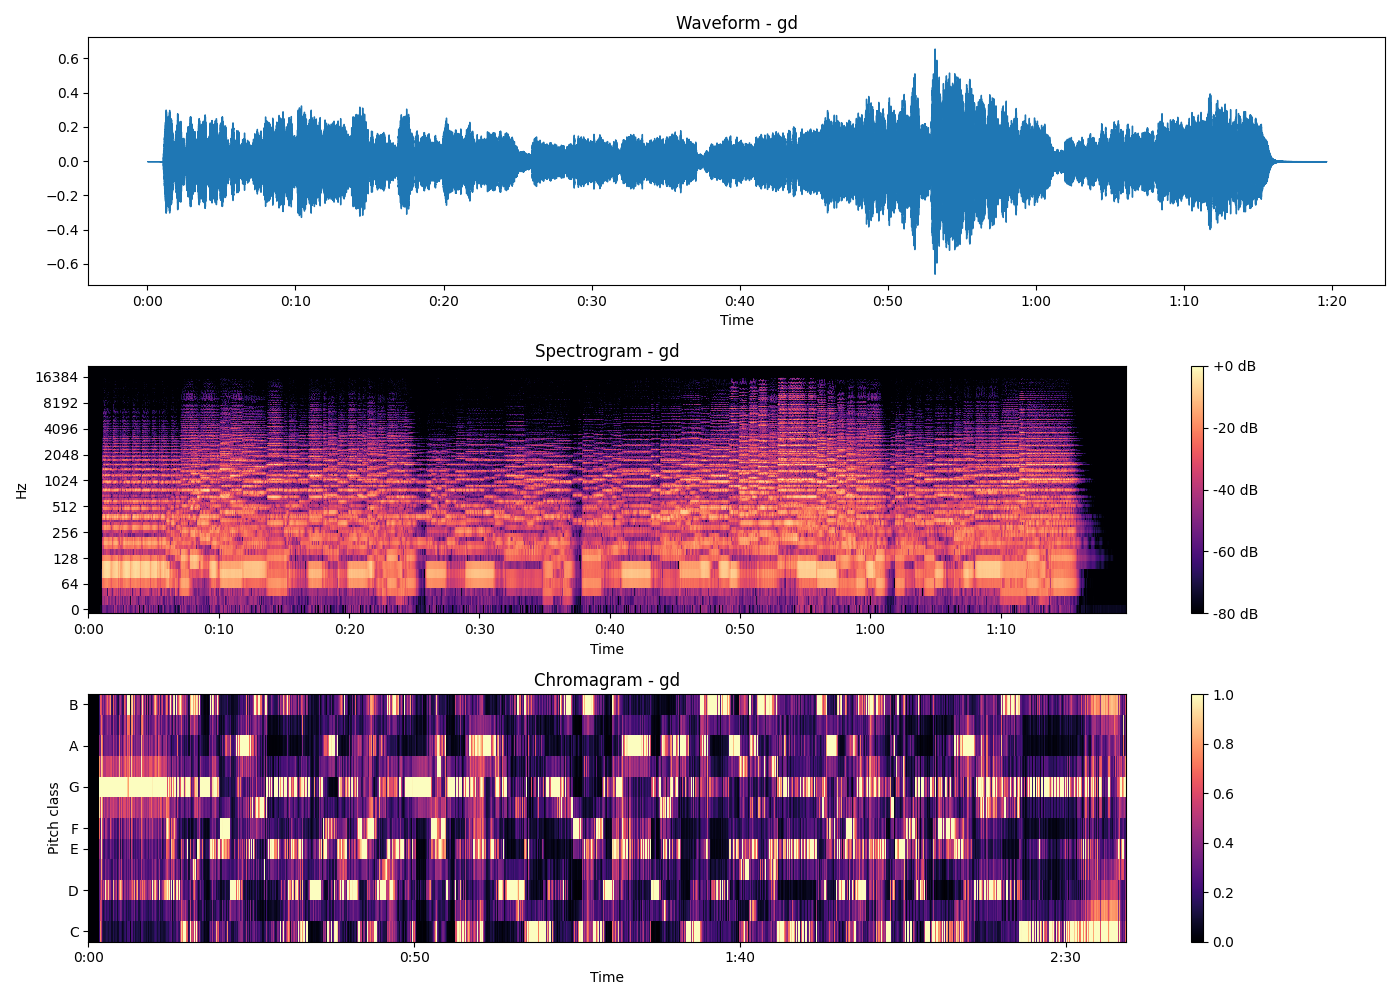 Waveform - gd
0.6
0.4
0.2
0.0
−0.2
−0.4
−0.6
0:00 0:10 0:20 0:30 0:40 0:50 1:00 1:10 1:20
Time
Spectrogram - gd
Hz
16384
8192
4096
2048
1024
512
256
128
64
0
0:00 0:10 0:20 0:30 0:40 0:50 1:00 1:10
Time
+0 dB
-20 dB
-40 dB
-60 dB
-80 dB
Chromagram - gd
Pitch class
B
A
G
F
E
D
C
0:00 0:50 1:40 2:30
Time
1.0
0.8
0.6
0.4
0.2
0.0